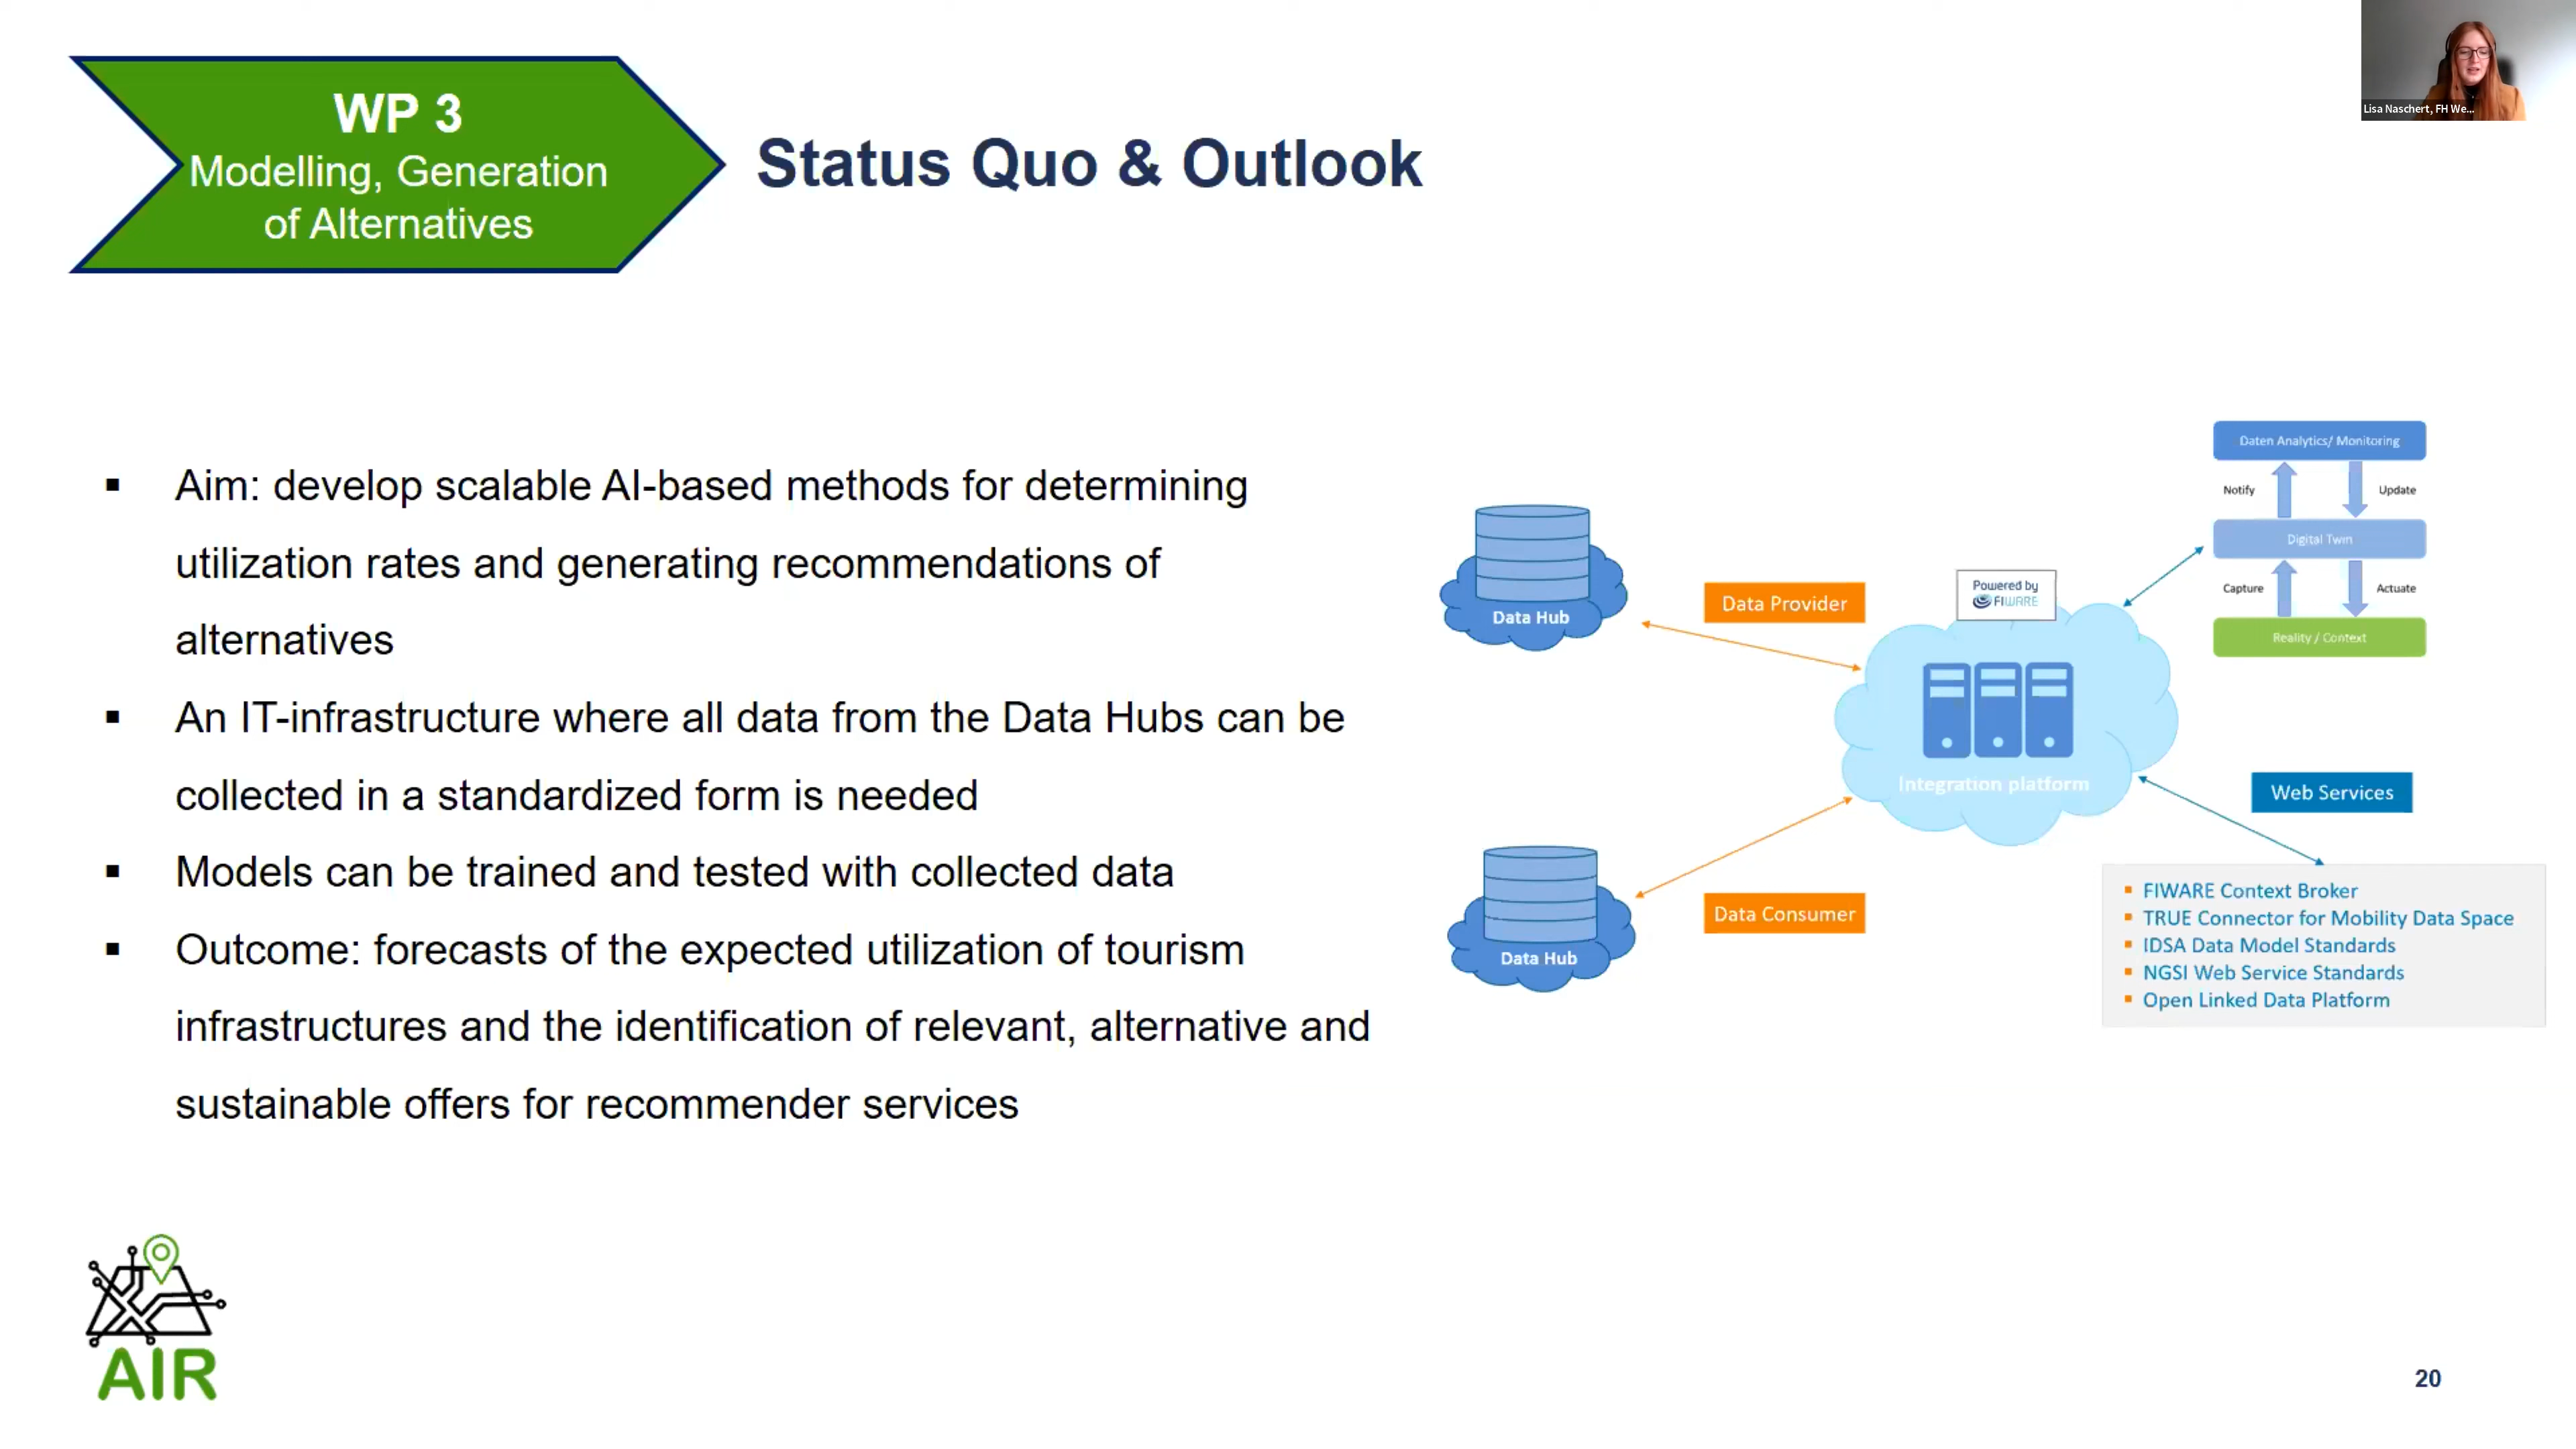 WP 3
Modelling, Generation
of Alternatives
Status Quo & Outlook
Lisa Naschert, FH We...
Aim: develop scalable AI-based methods for determining
utilization rates and generating recommendations of
alternatives
An IT-infrastructure where all data from the Data Hubs can be
collected in a standardized form is needed
Models can be trained and tested with collected data
Outcome: forecasts of the expected utilization of tourism
infrastructures and the identification of relevant, alternative and
sustainable offers for recommender services
Data Hub
Data Provider
Powered by
FIWARE
Integration platform
Data Hub
Data Consumer
Daten Analytics/ Monitoring
Notify
Update
Digital Twin
Capture
Actuate
Reality / Context
Web Services
FIWARE Context Broker
TRUE Connector for Mobility Data Space
IDSA Data Model Standards
NGSI Web Service Standards
Open Linked Data Platform
AIR
20